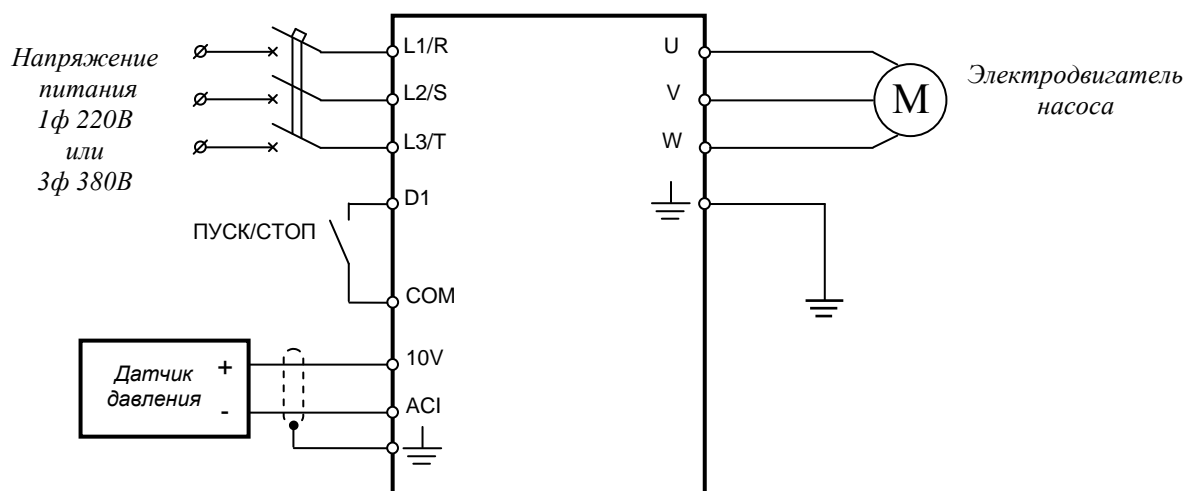 Напряжение
питания
1ф 220В
или
3ф 380В
L1/R
L2/S
L3/T
D1
ПУСК/СТОП
COM
10V
ACI
Датчик
давления
+
-
U
V
W
M
Электродвигатель
насоса